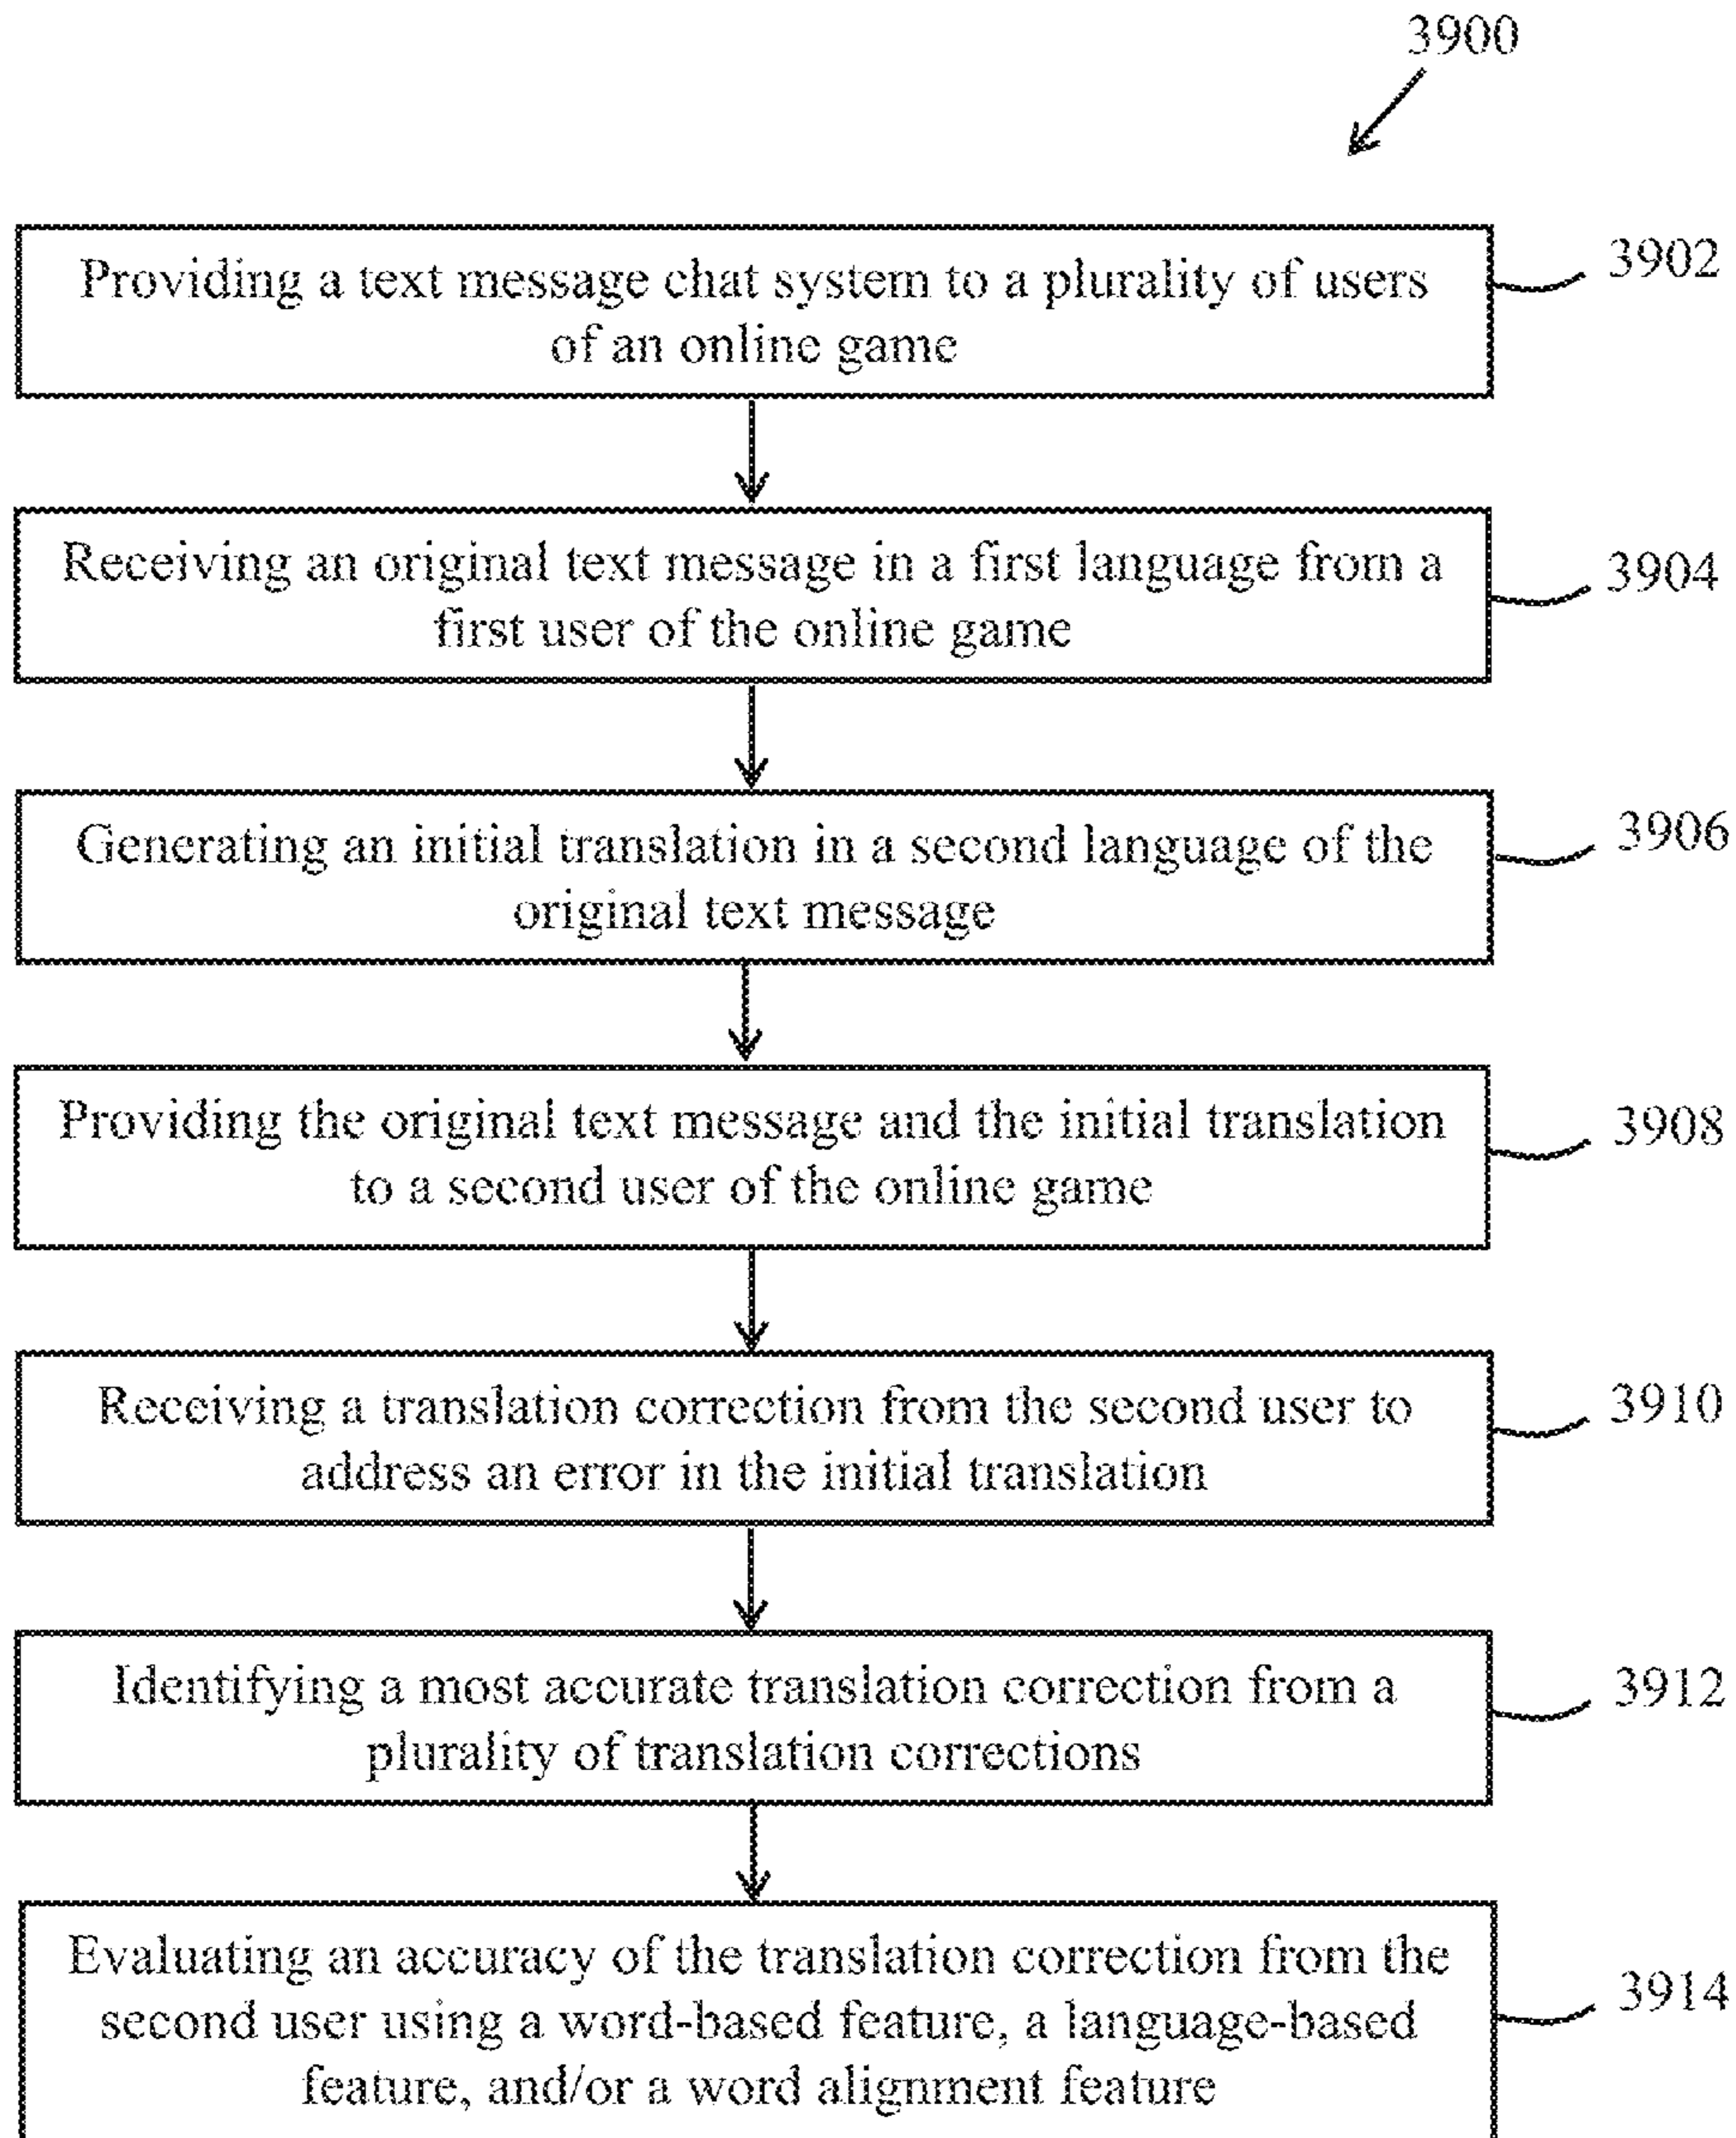 3900
Providing a text message chat system to a plurality of users
of an online game
3902
Receiving an original text message in a first language from a
first user of the online game
3904
Generating an initial translation in a second language of the
original text message
3906
Providing the original text message and the initial translation
to a second user of the online game
3908
Receiving a translation correction from the second user to
address an error in the initial translation
3910
Identifying a most accurate translation correction from a
plurality of translation corrections
3912
Evaluating an accuracy of the translation correction from the
second user using a word-based feature, a language-based
feature, and/or a word alignment feature
3914